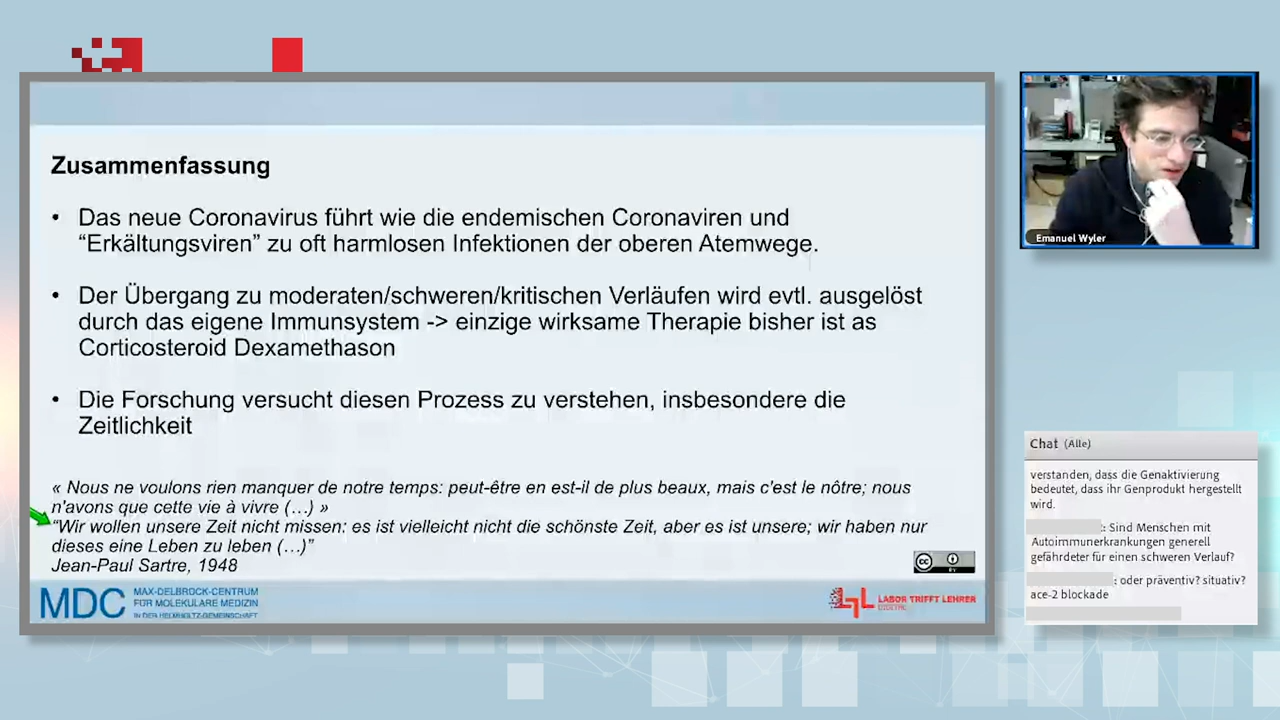 Zusammenfassung
• Das neue Coronavirus führt wie die endemischen Coronaviren und
“Erkältungsviren” zu oft harmlosen Infektionen der oberen Atemwege.
• Der Übergang zu moderaten/schweren/kritischen Verläufen wird evtl. ausgelöst
durch das eigene Immunsystem -> einzige wirksame Therapie bisher ist as
Corticosteroid Dexamethason
• Die Forschung versucht diesen Prozess zu verstehen, insbesondere die
Zeitlichkeit
« Nous ne voulons rien manquer de notre temps: peut-être en est-il de plus beaux, mais c'est le nôtre; nous
n'avons que cette vie à vivre (…) »
“Wir wollen unsere Zeit nicht missen: es ist vielleicht nicht die schönste Zeit, aber es ist unsere; wir haben nur
dieses eine Leben zu leben (…)”
Jean-Paul Sartre, 1948
cc
BY
MDC
MAX-DELBRÜCK-CENTRUM
FÜR MOLEKULARE MEDIZIN
IN DER HELMHOLTZ-GEMEINSCHAFT
LABOR TRIFFT LEHRER
Emanuel Wyler
Chat (Alle)
verstanden, dass die Genaktivierung
bedeutet, dass ihr Genprodukt hergestellt
wird.
: Sind Menschen mit
Autoimmunerkrankungen generell
gefährdeter für einen schweren Verlauf?
: oder präventiv? situativ?
ace-2 blockade